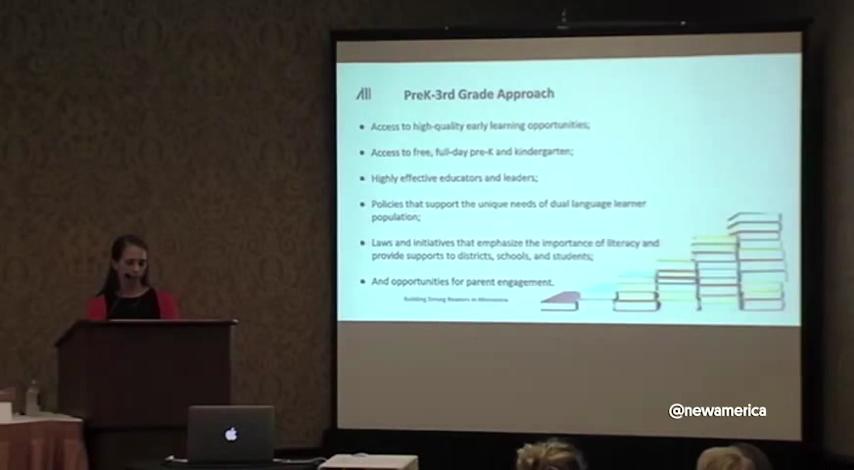 PreK-3rd Grade Approach
• Access to high-quality early learning opportunities;
• Access to free, full-day pre-K and kindergarten;
• Highly effective educators and leaders;
• Policies that support the unique needs of dual language learner
population;
• Laws and initiatives that emphasize the importance of literacy and
provide supports to districts, schools, and students;
• And opportunities for parent engagement.
Building Strong Readers in Minnesota
@newamerica